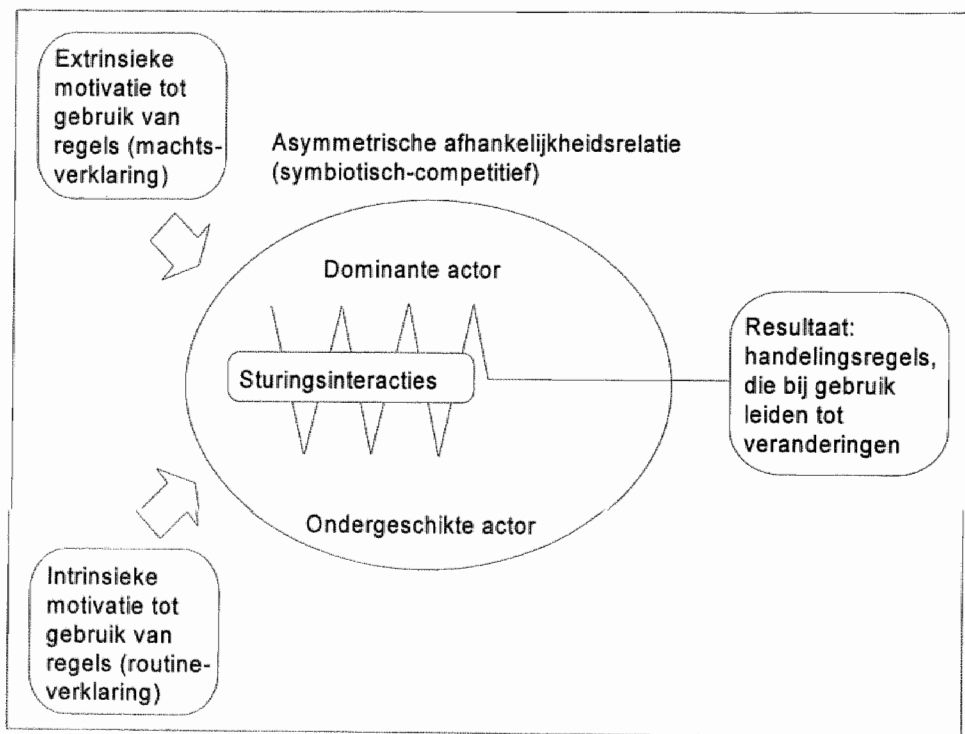 Extrinsieke
motivatie tot
gebruik van
regels (machts-
verklaring)
Asymmetrische afhankelijkheidsrelatie
(symbiotisch-competitief)
Dominante actor
Sturingsinteracties
Ondergeschikte actor
Resultaat:
handelingsregels,
die bij gebruik
leiden tot
veranderingen
Intrinsieke
motivatie tot
gebruik van
regels (routine-
verklaring)